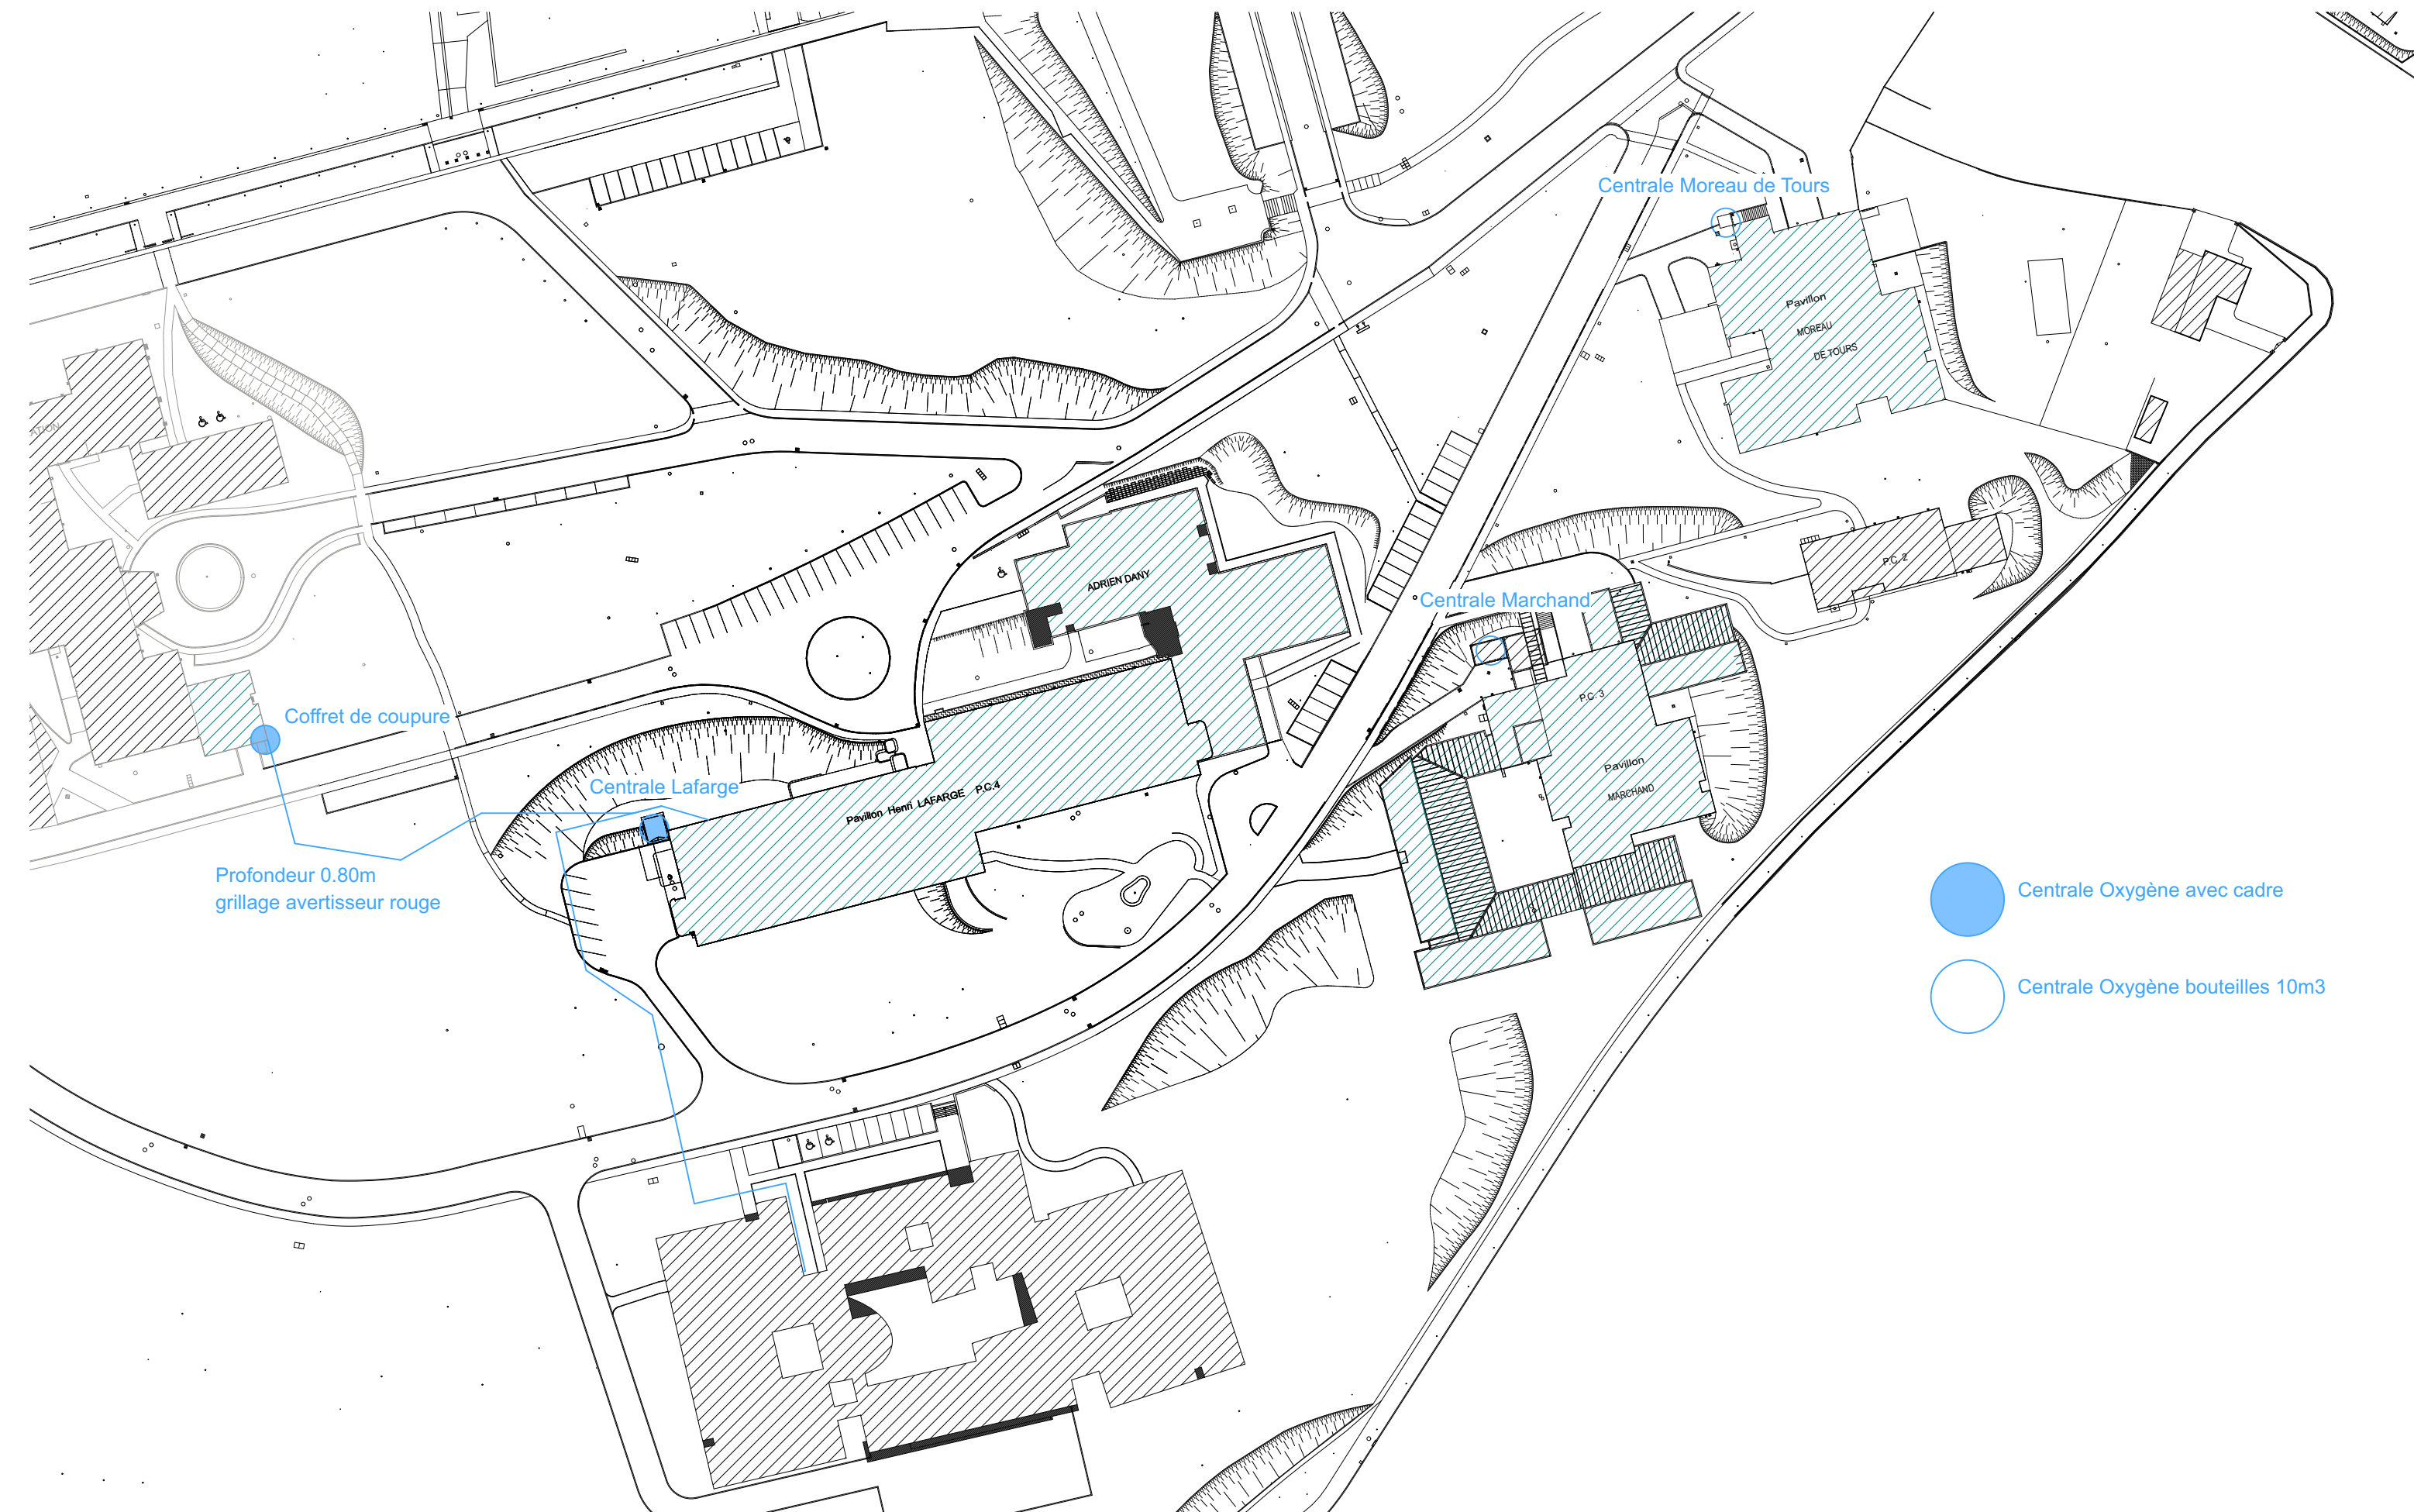 Centrale Moreau de Tours
Pavillon
MOREAU
DE TOURS
ATION
ADRIEN DANY
P.C. 2
Centrale Marchand
P.C. 3
Coffret de coupure
Centrale Lafarge
Pavillon Henri LAFARGE P.C.4
Pavillon
MARCHAND
Profondeur 0.80m
grillage avertisseur rouge
Centrale Oxygène avec cadre
Centrale Oxygène bouteilles 10m3